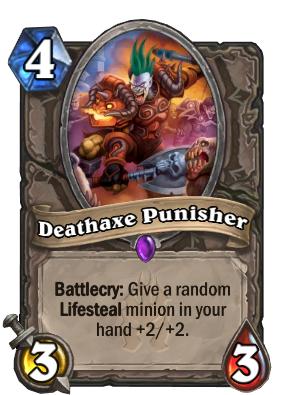 4
Deathaxe Punisher
Battlecry: Give a random
Lifesteal minion in your
hand +2/+2.
3
3